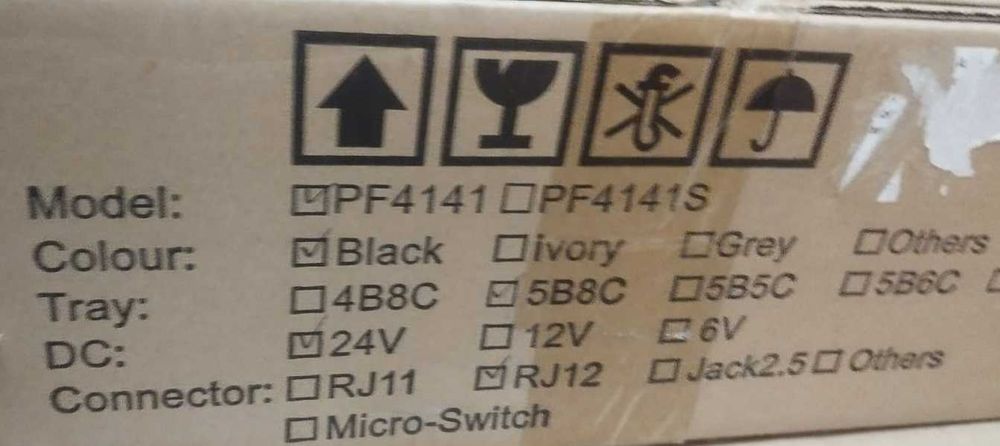 Model: ☑PF4141 ☐PF4141S
Colour: ☑Black ☐ivory ☐Grey ☐Others
Tray: ☐4B8C ☑5B8C ☐5B5C ☐5B6C
DC: ☑24V ☐12V ☐6V
Connector: ☐RJ11 ☑RJ12 ☐Jack2.5 ☐Others
☐Micro-Switch